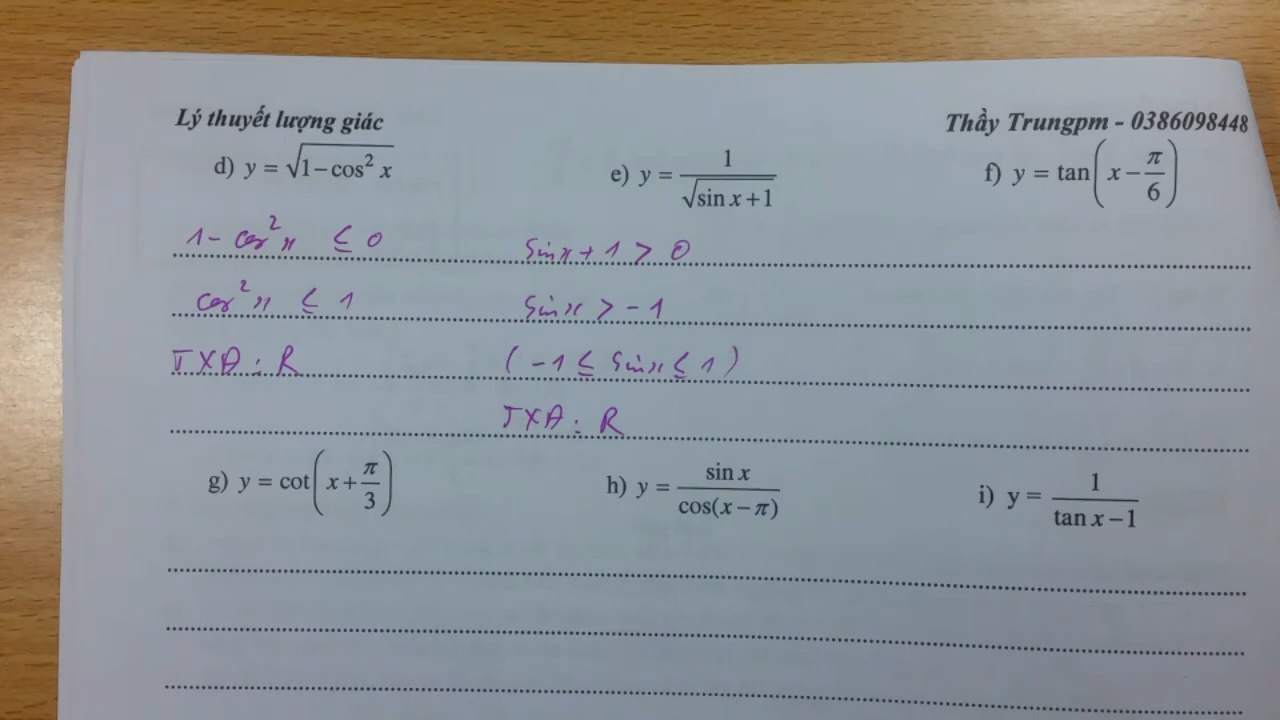 Lý thuyết lượng giác Thầy Trungpm - 0386098448
d) y = √(1−cos² x) e) y = 1/√(sin x+1) f) y = tan(x−π/6)
1 - cos²x ≤ 0 sinx + 1 > 0
cos²x ≤ 1 sinx > -1
TXĐ: R (-1 ≤ sinx ≤ 1)
TXĐ: R
g) y = cot(x+π/3) h) y = sin x/cos(x−π) i) y = 1/(tan x−1)